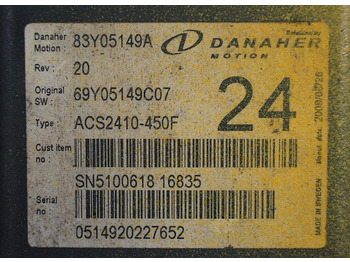 Danaher Motion : 83Y05149A
DANAHER
MOTION
Rev : 20
Original SW : 69Y05149C07
24
Type ACS2410-450F
Cust item no
SN5100618 16835
Serial no
0514920227652
MADE IN SWEDEN